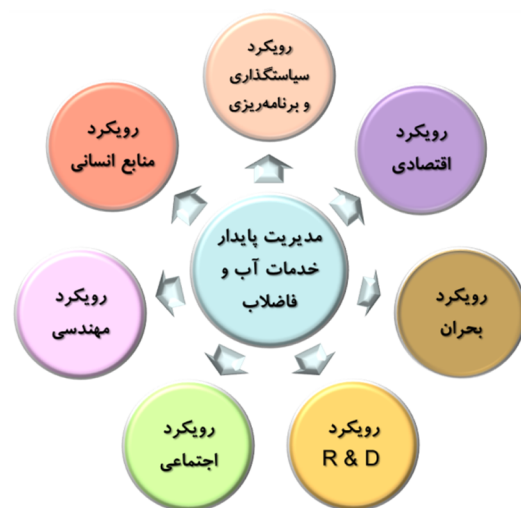 رویکرد
سیاستگذاری
و برنامه‌ریزی
رویکرد
اقتصادی
رویکرد
بحران
رویکرد
R & D
رویکرد
اجتماعی
رویکرد
مهندسی
رویکرد
منابع انسانی
مدیریت پایدار
خدمات آب و
فاضلاب